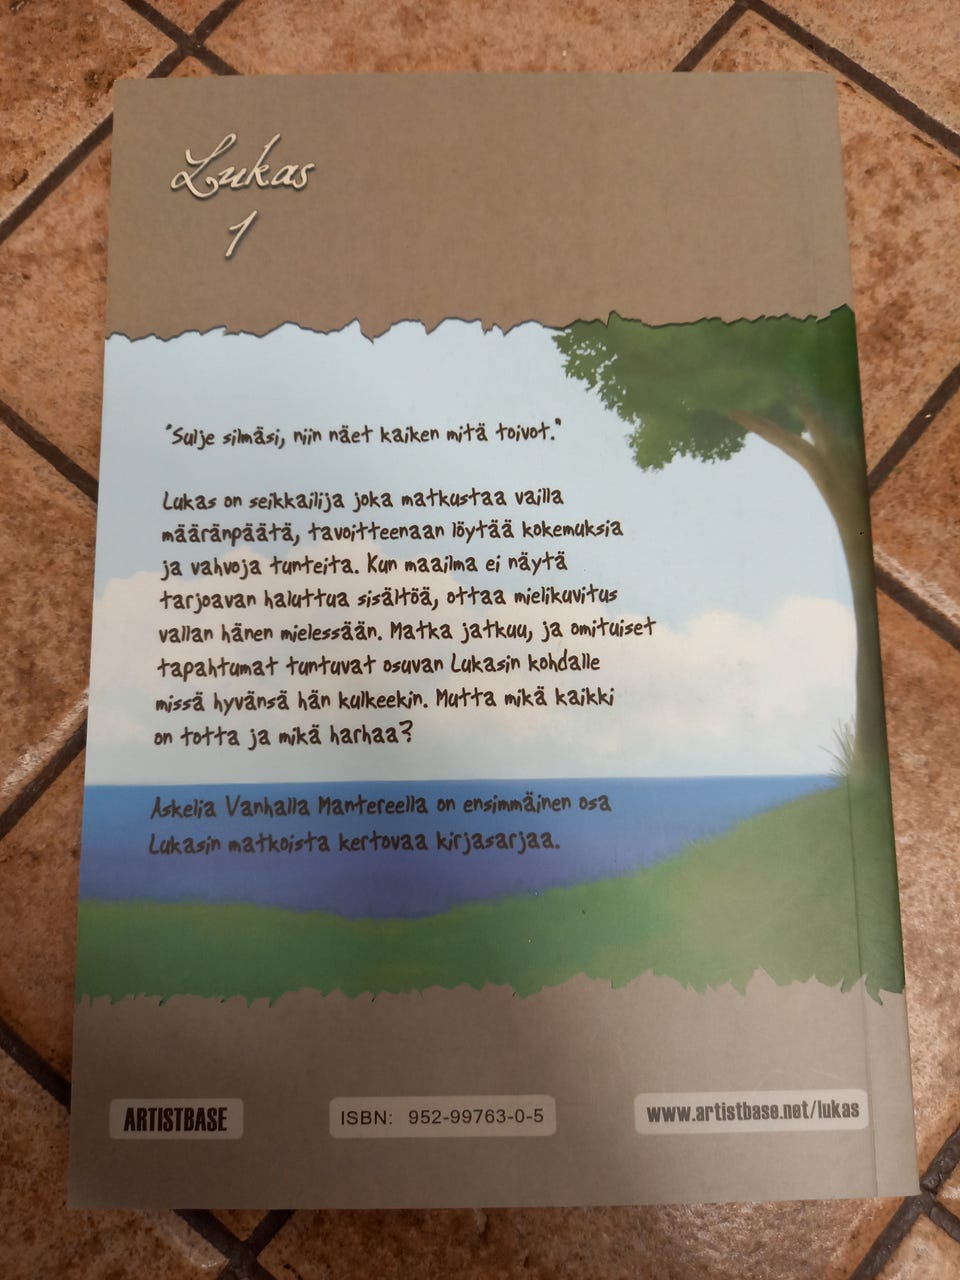 Lukas
1
"Sulje silmäsi, niin näet kaiken mitä toivot."
Lukas on seikkailija joka matkustaa vailla
määränpäätä, tavoitteenaan löytää kokemuksia
ja vahvoja tunteita. Kun maailma ei näytä
tarjoavan haluttua sisältöä, ottaa mielikuvitus
vallan hänen mielessään. Matka jatkuu, ja omituiset
tapahtumat tuntuvat osuvan Lukasin kohdalle
missä hyvänsä hän kulkeekin. Mutta mikä kaikki
on totta ja mikä harhaa?
Askelia Vanhalla Mantereella on ensimmäinen osa
Lukasin matkoista kertovaa kirjasarjaa.
ARTISTBASE
ISBN: 952-99763-0-5
www.artistbase.net/lukas